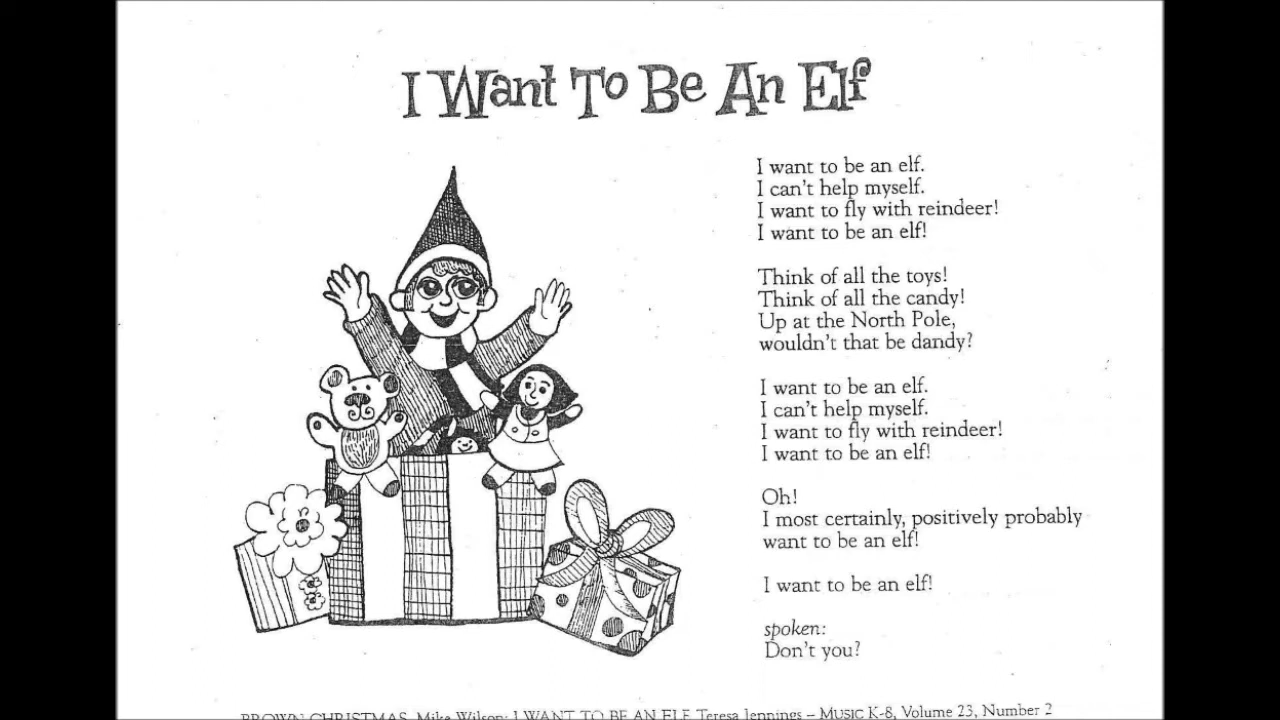 I Want To Be An Elf
I want to be an elf.
I can't help myself.
I want to fly with reindeer!
I want to be an elf!
Think of all the toys!
Think of all the candy!
Up at the North Pole,
wouldn't that be dandy?
I want to be an elf.
I can't help myself.
I want to fly with reindeer!
I want to be an elf!
Oh!
I most certainly, positively probably
want to be an elf!
I want to be an elf!
spoken:
Don't you?
BROWN CHRISTMAS, Mike Wilson; I WANT TO BE AN ELF, Teresa Jennings – MUSIC K-8, Volume 23, Number 2